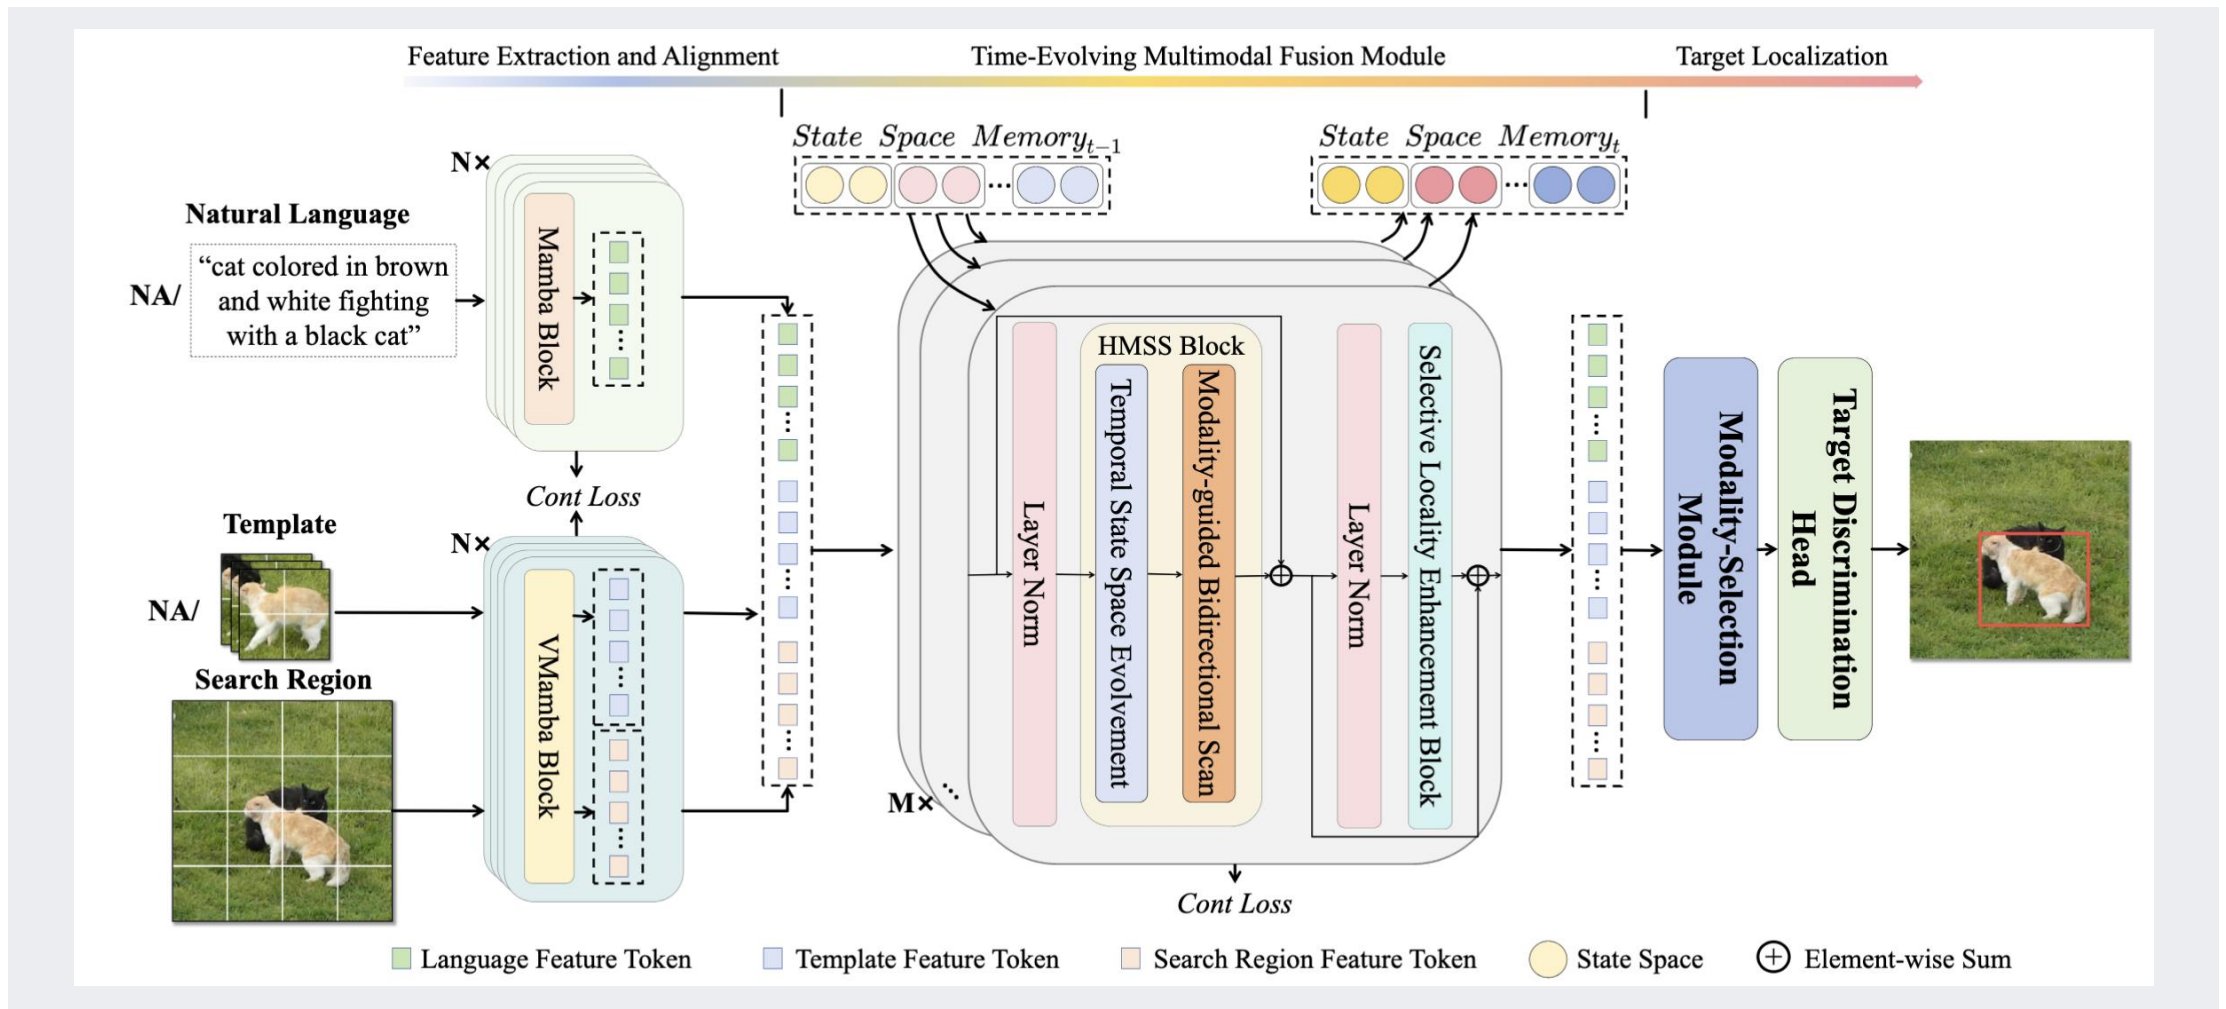 Feature Extraction and Alignment
Time-Evolving Multimodal Fusion Module
Target Localization
State Space Memory_{t-1}
State Space Memory_t
N×
Natural Language
NA/
“cat colored in brown
and white fighting
with a black cat”
Mamba Block
Cont Loss
Template
N×
NA/
Search Region
VMamba Block
M×
Layer Norm
HMSS Block
Temporal State Space Evolvement
Modality-guided Bidirectional Scan
Layer Norm
Selective Locality Enhancement Block
Cont Loss
Modality-Selection
Module
Target Discrimination
Head
Language Feature Token
Template Feature Token
Search Region Feature Token
State Space
Element-wise Sum